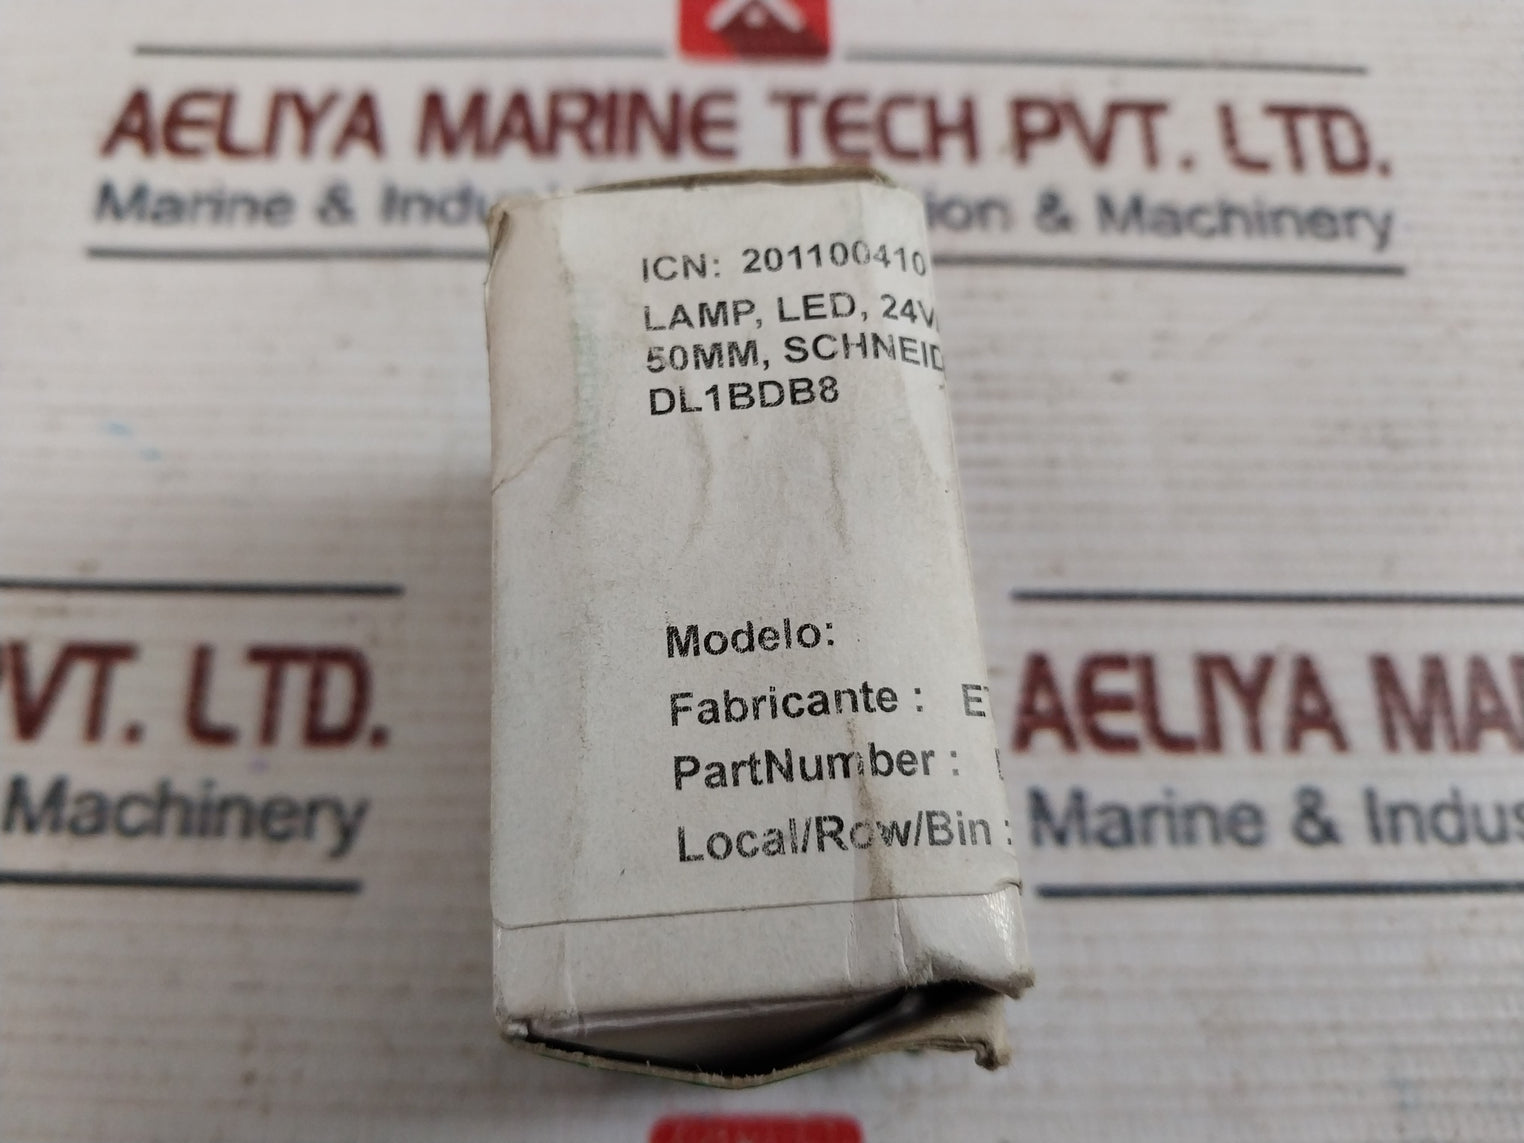 AELIYA MARINE TECH PVT. LTD.
Marine & Indu ion & Machinery
ICN: 201100410
LAMP, LED, 24V
50MM, SCHNEID
DL1BDB8
Modelo:
Fabricante : E
PartNumber :
Local/Row/Bin :
PVT. LTD.
Machinery
AELIYA MA
Marine & Indus